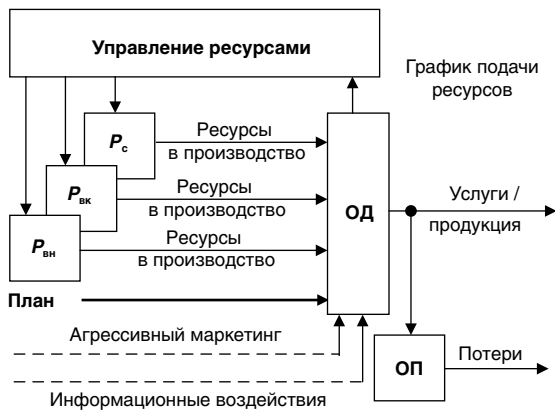 Управление ресурсами
График подачи
ресурсов
Pс
Ресурсы
в производство
Pвк
Ресурсы
в производство
ОД
Услуги /
продукция
Pвн
Ресурсы
в производство
План
Агрессивный маркетинг
ОП
Потери
Информационные воздействия